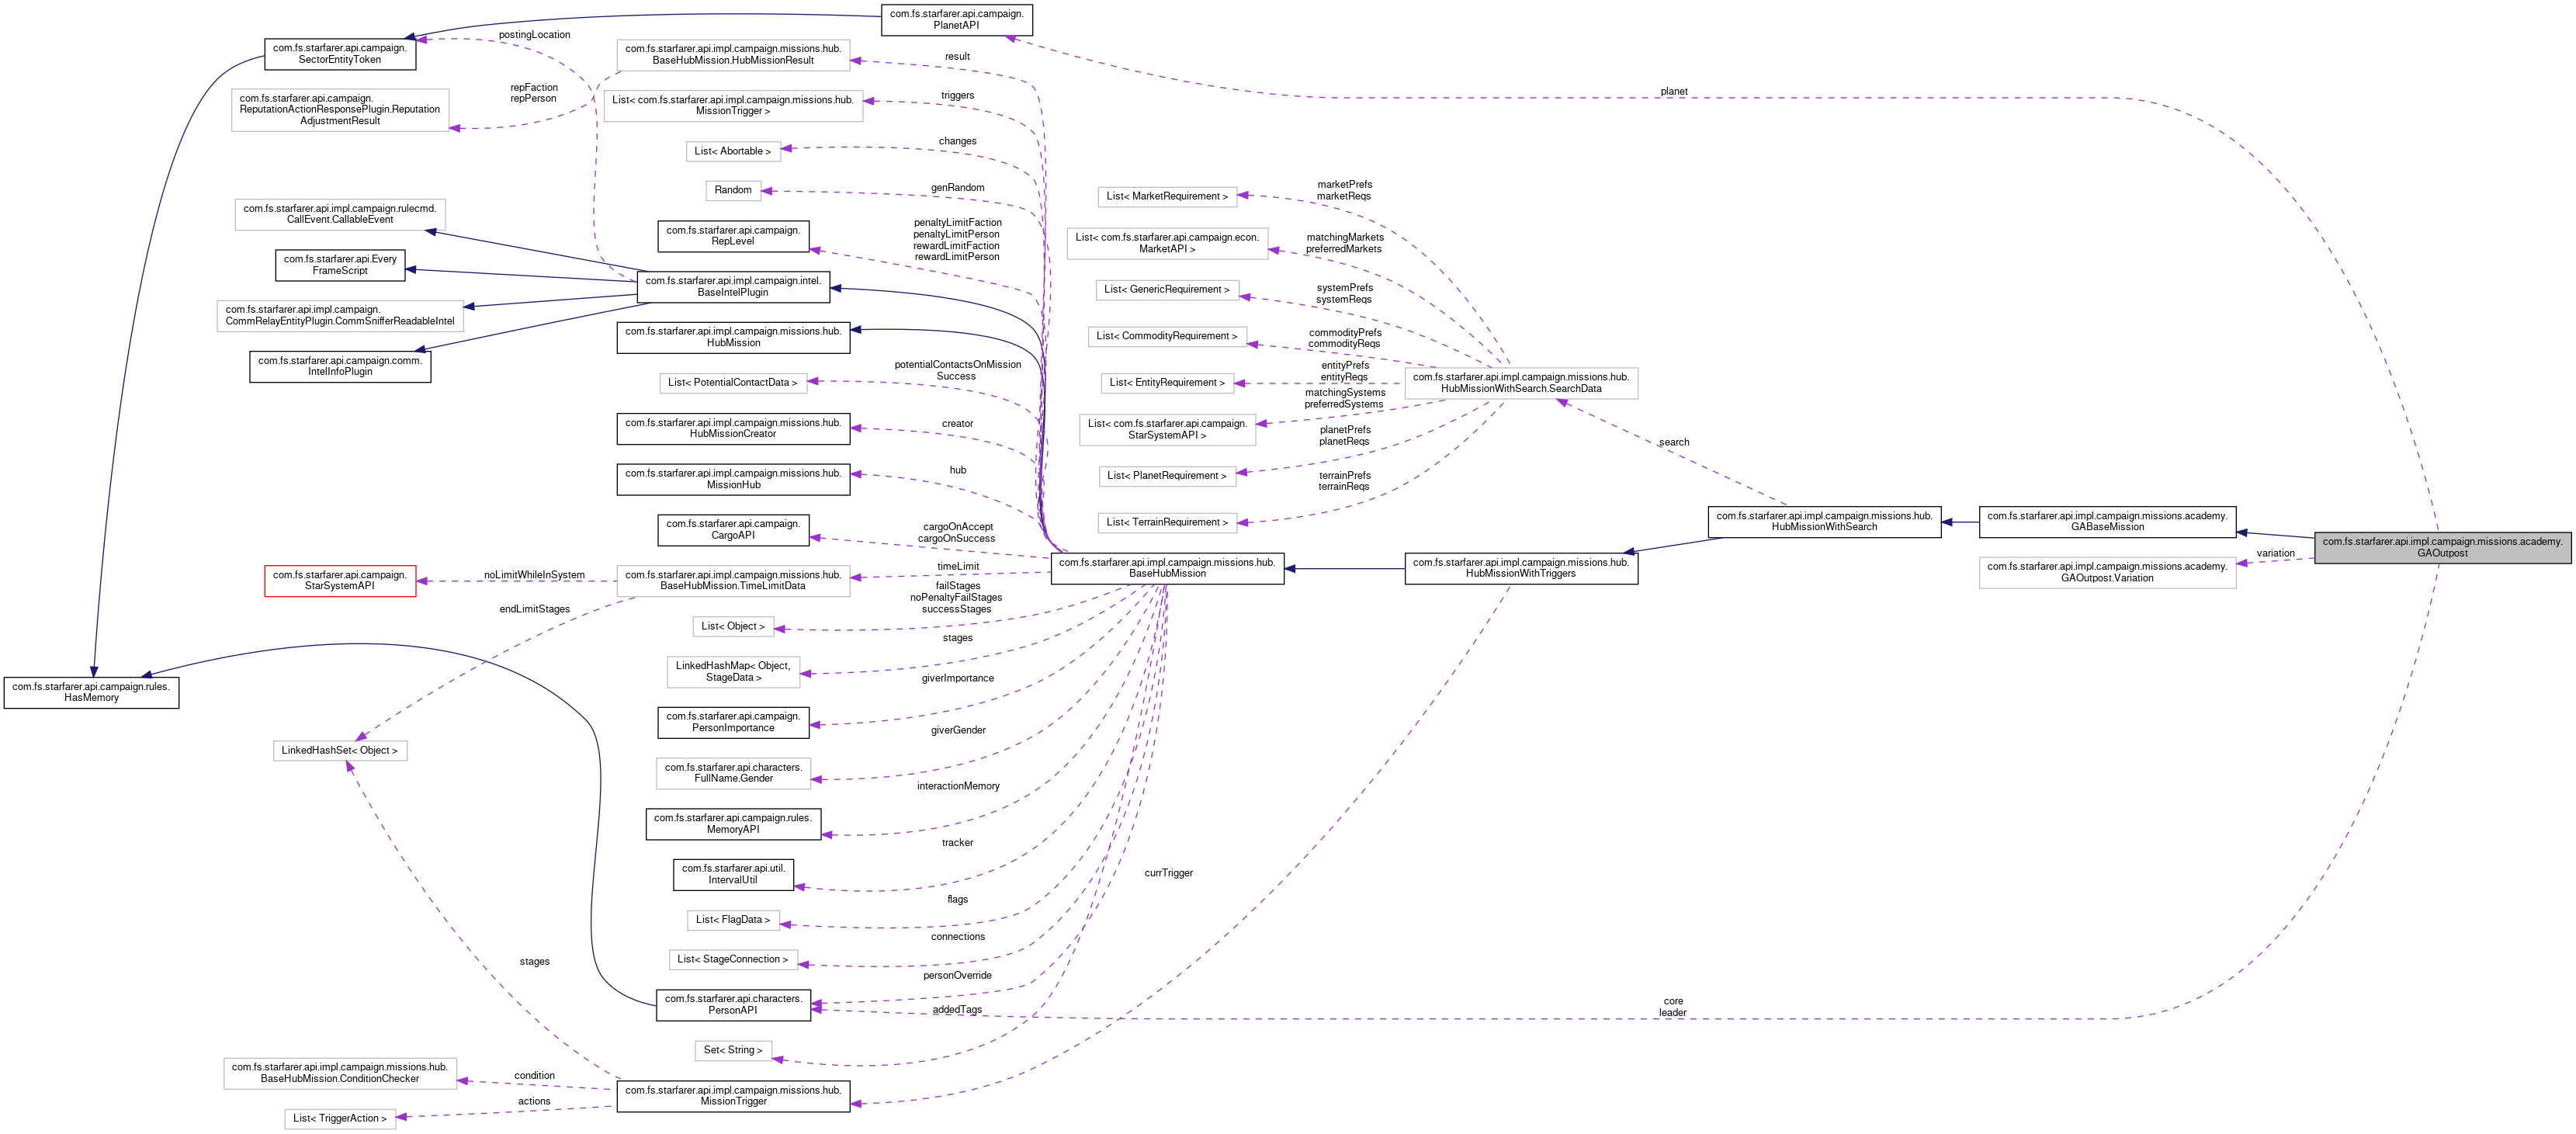 com.fs.starfarer.api.campaign.
PlanetAPI
com.fs.starfarer.api.campaign.
SectorEntityToken
postingLocation
com.fs.starfarer.api.impl.campaign.missions.hub.
BaseHubMission.HubMissionResult
result
planet
com.fs.starfarer.api.campaign.
ReputationActionResponsePlugin.Reputation
AdjustmentResult
repFaction
repPerson
List< com.fs.starfarer.api.impl.campaign.missions.hub.
MissionTrigger >
triggers
List< Abortable >
changes
Random
genRandom
com.fs.starfarer.api.impl.campaign.rulecmd.
CallEvent.CallableEvent
com.fs.starfarer.api.campaign.
RepLevel
penaltyLimitFaction
penaltyLimitPerson
rewardLimitFaction
rewardLimitPerson
com.fs.starfarer.api.Every
FrameScript
com.fs.starfarer.api.impl.campaign.intel.
BaseIntelPlugin
com.fs.starfarer.api.impl.campaign.
CommRelayEntityPlugin.CommSnifferReadableIntel
com.fs.starfarer.api.impl.campaign.missions.hub.
HubMission
com.fs.starfarer.api.campaign.comm.
IntelInfoPlugin
List< PotentialContactData >
potentialContactsOnMission
Success
com.fs.starfarer.api.impl.campaign.missions.hub.
HubMissionCreator
creator
com.fs.starfarer.api.impl.campaign.missions.hub.
MissionHub
hub
com.fs.starfarer.api.campaign.
CargoAPI
cargoOnAccept
cargoOnSuccess
List< MarketRequirement >
marketPrefs
marketReqs
List< com.fs.starfarer.api.campaign.econ.
MarketAPI >
matchingMarkets
preferredMarkets
List< GenericRequirement >
systemPrefs
systemReqs
List< CommodityRequirement >
commodityPrefs
commodityReqs
List< EntityRequirement >
entityPrefs
entityReqs
List< com.fs.starfarer.api.campaign.
StarSystemAPI >
matchingSystems
preferredSystems
List< PlanetRequirement >
planetPrefs
planetReqs
List< TerrainRequirement >
terrainPrefs
terrainReqs
com.fs.starfarer.api.impl.campaign.missions.hub.
HubMissionWithSearch.SearchData
search
com.fs.starfarer.api.impl.campaign.missions.hub.
HubMissionWithSearch
com.fs.starfarer.api.impl.campaign.missions.academy.
GABaseMission
com.fs.starfarer.api.impl.campaign.missions.academy.
GAOutpost
variation
com.fs.starfarer.api.impl.campaign.missions.academy.
GAOutpost.Variation
com.fs.starfarer.api.impl.campaign.missions.hub.
HubMissionWithTriggers
com.fs.starfarer.api.impl.campaign.missions.hub.
BaseHubMission
com.fs.starfarer.api.campaign.
StarSystemAPI
noLimitWhileInSystem
com.fs.starfarer.api.impl.campaign.missions.hub.
BaseHubMission.TimeLimitData
timeLimit
endLimitStages
List< Object >
failStages
noPenaltyFailStages
successStages
LinkedHashMap< Object,
StageData >
stages
com.fs.starfarer.api.campaign.rules.
HasMemory
com.fs.starfarer.api.campaign.
PersonImportance
giverImportance
LinkedHashSet< Object >
com.fs.starfarer.api.characters.
FullName.Gender
giverGender
com.fs.starfarer.api.campaign.rules.
MemoryAPI
interactionMemory
com.fs.starfarer.api.util.
IntervalUtil
tracker
currTrigger
List< FlagData >
flags
List< StageConnection >
connections
stages
com.fs.starfarer.api.characters.
PersonAPI
personOverride
addedTags
core
leader
Set< String >
com.fs.starfarer.api.impl.campaign.missions.hub.
BaseHubMission.ConditionChecker
condition
com.fs.starfarer.api.impl.campaign.missions.hub.
MissionTrigger
List< TriggerAction >
actions